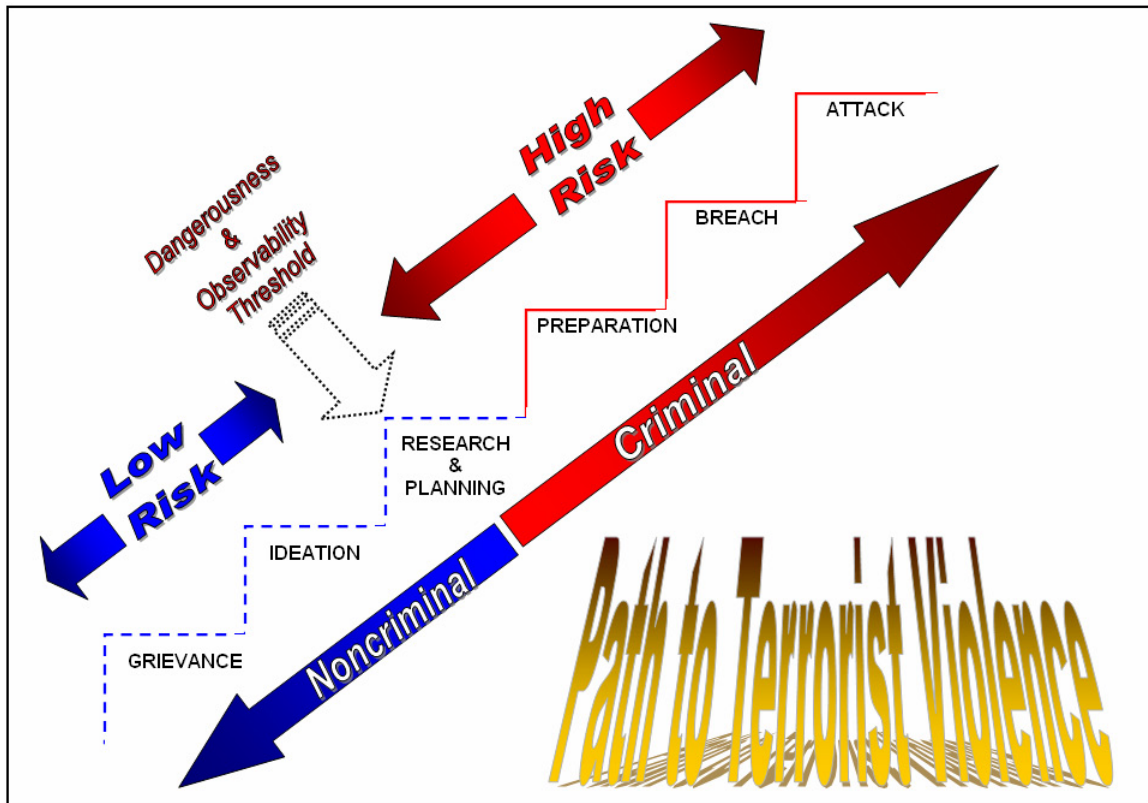 ATTACK
High
Risk
Dangerousness
&
Observability
Threshold
BREACH
PREPARATION
Criminal
Low
Risk
RESEARCH
&
PLANNING
IDEATION
Noncriminal
GRIEVANCE
Path to Terrorist Violence